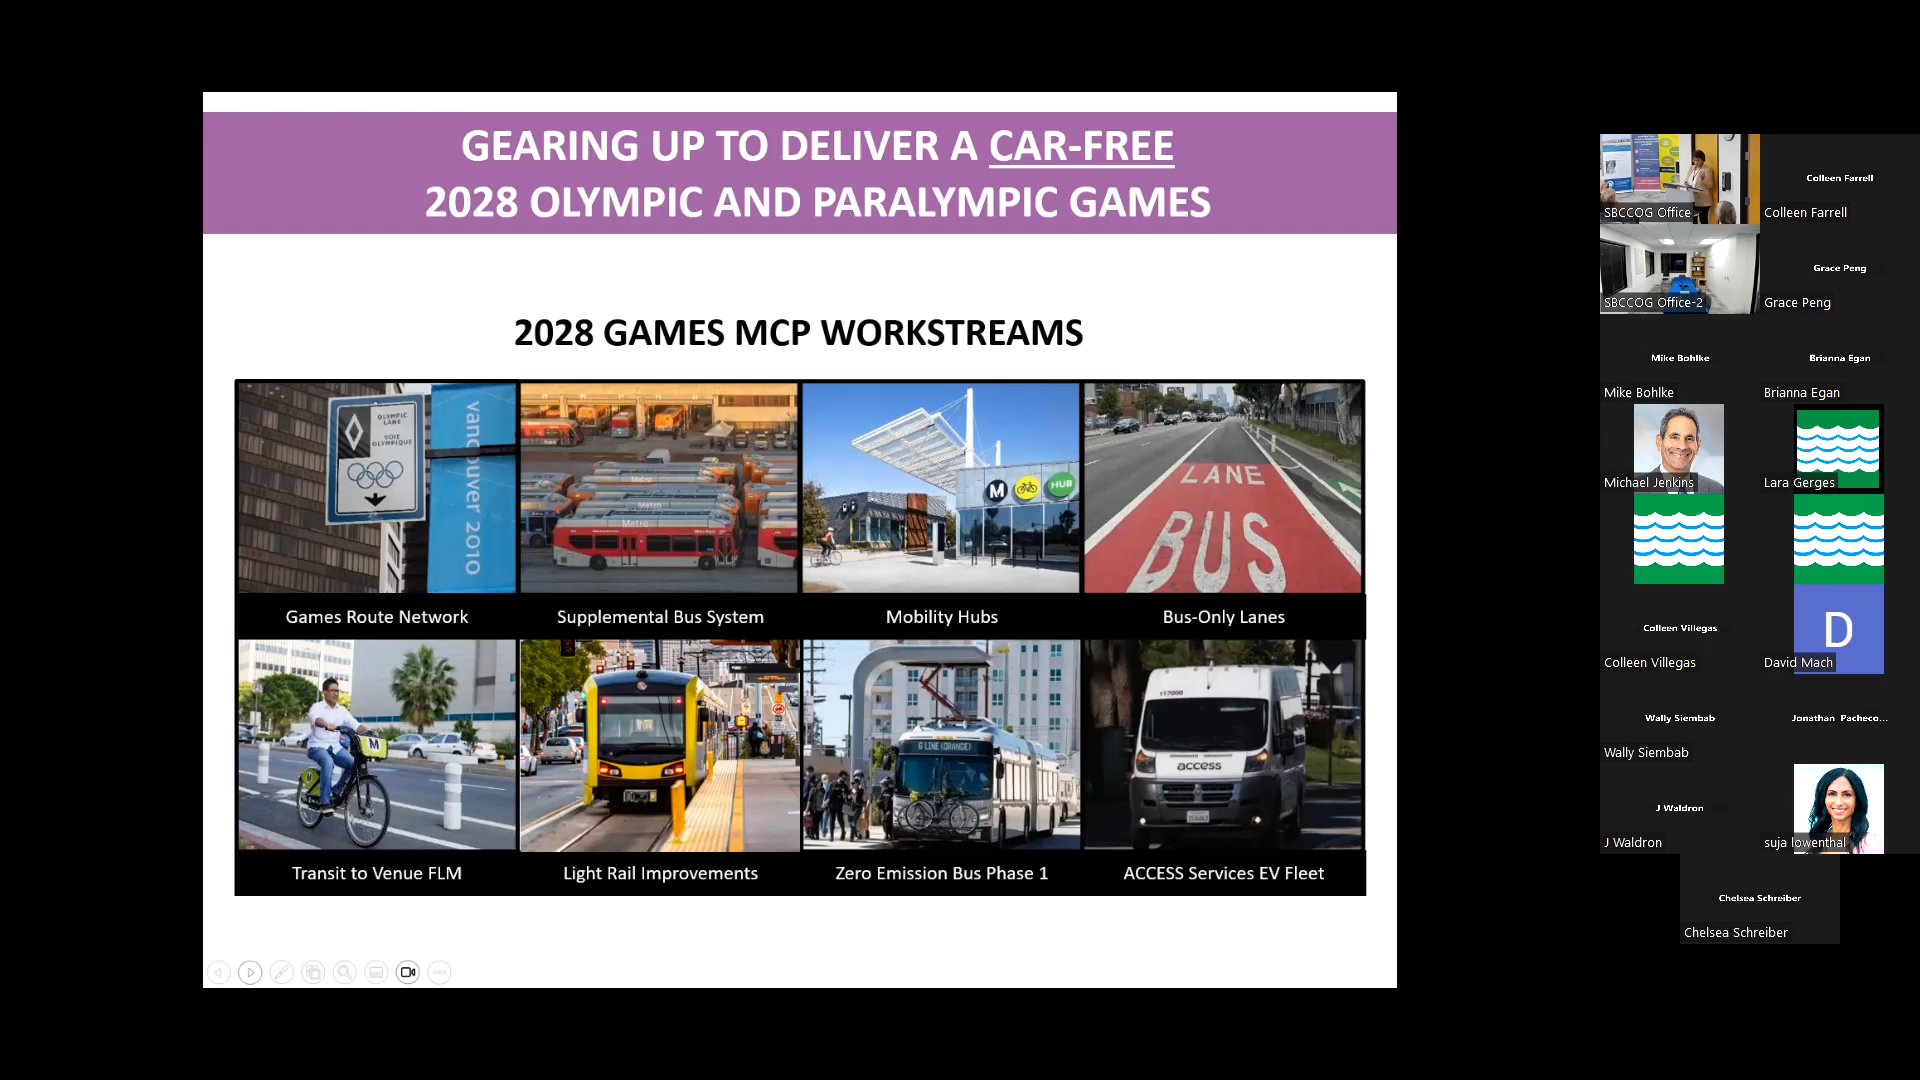 GEARING UP TO DELIVER A CAR-FREE
2028 OLYMPIC AND PARALYMPIC GAMES
2028 GAMES MCP WORKSTREAMS
OLYMPIC
LANE
VOIE
OLYMPIQUE
vancouver 2010
Metro
Metro
Metro
M
HUB
LANE
BUS
Games Route Network
Supplemental Bus System
Mobility Hubs
Bus-Only Lanes
M
G LINE (ORANGE)
117008
access
Transit to Venue FLM
Light Rail Improvements
Zero Emission Bus Phase 1
ACCESS Services EV Fleet
SBCCOG Office
Colleen Farrell
Colleen Farrell
SBCCOG Office-2
Grace Peng
Grace Peng
Mike Bohlke
Mike Bohlke
Brianna Egan
Brianna Egan
Michael Jenkins
Lara Gerges
Colleen Villegas
Colleen Villegas
D
David Mach
Wally Siembab
Wally Siembab
Jonathan Pacheco...
J Waldron
J Waldron
suja lowenthal
Chelsea Schreiber
Chelsea Schreiber